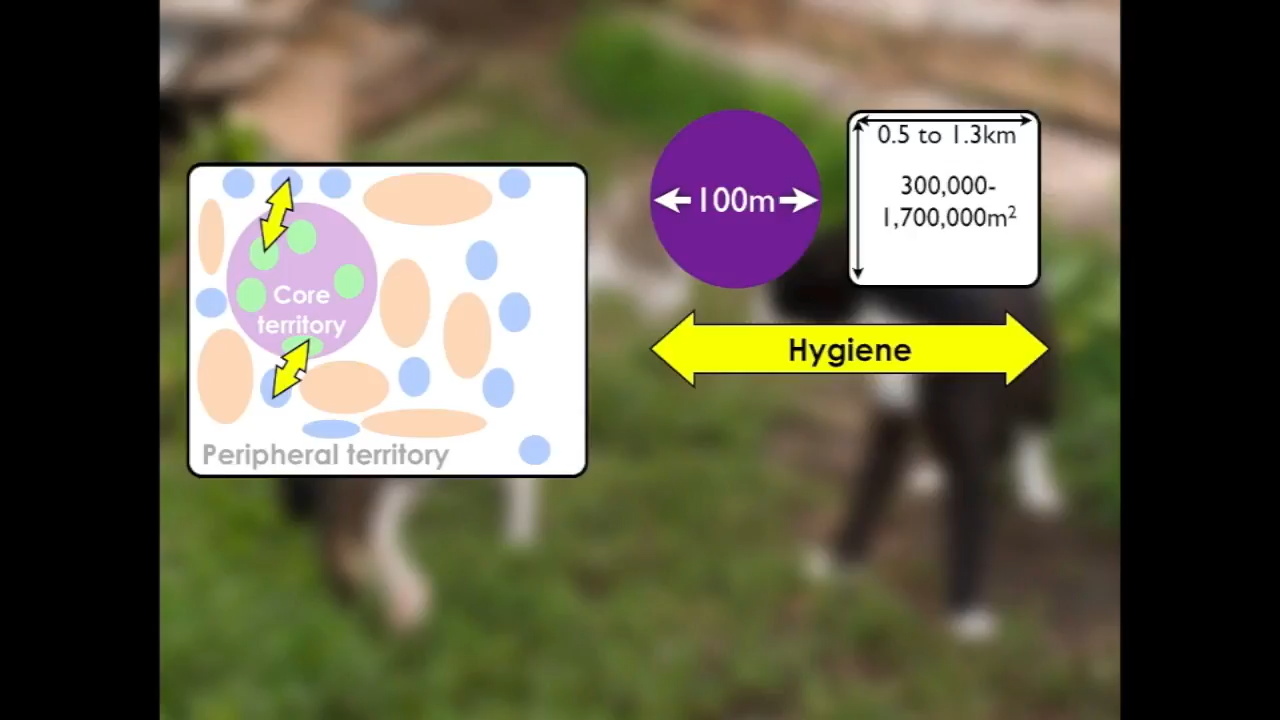 Core
territory
Peripheral territory
100m
0.5 to 1.3km
300,000-
1,700,000m²
Hygiene